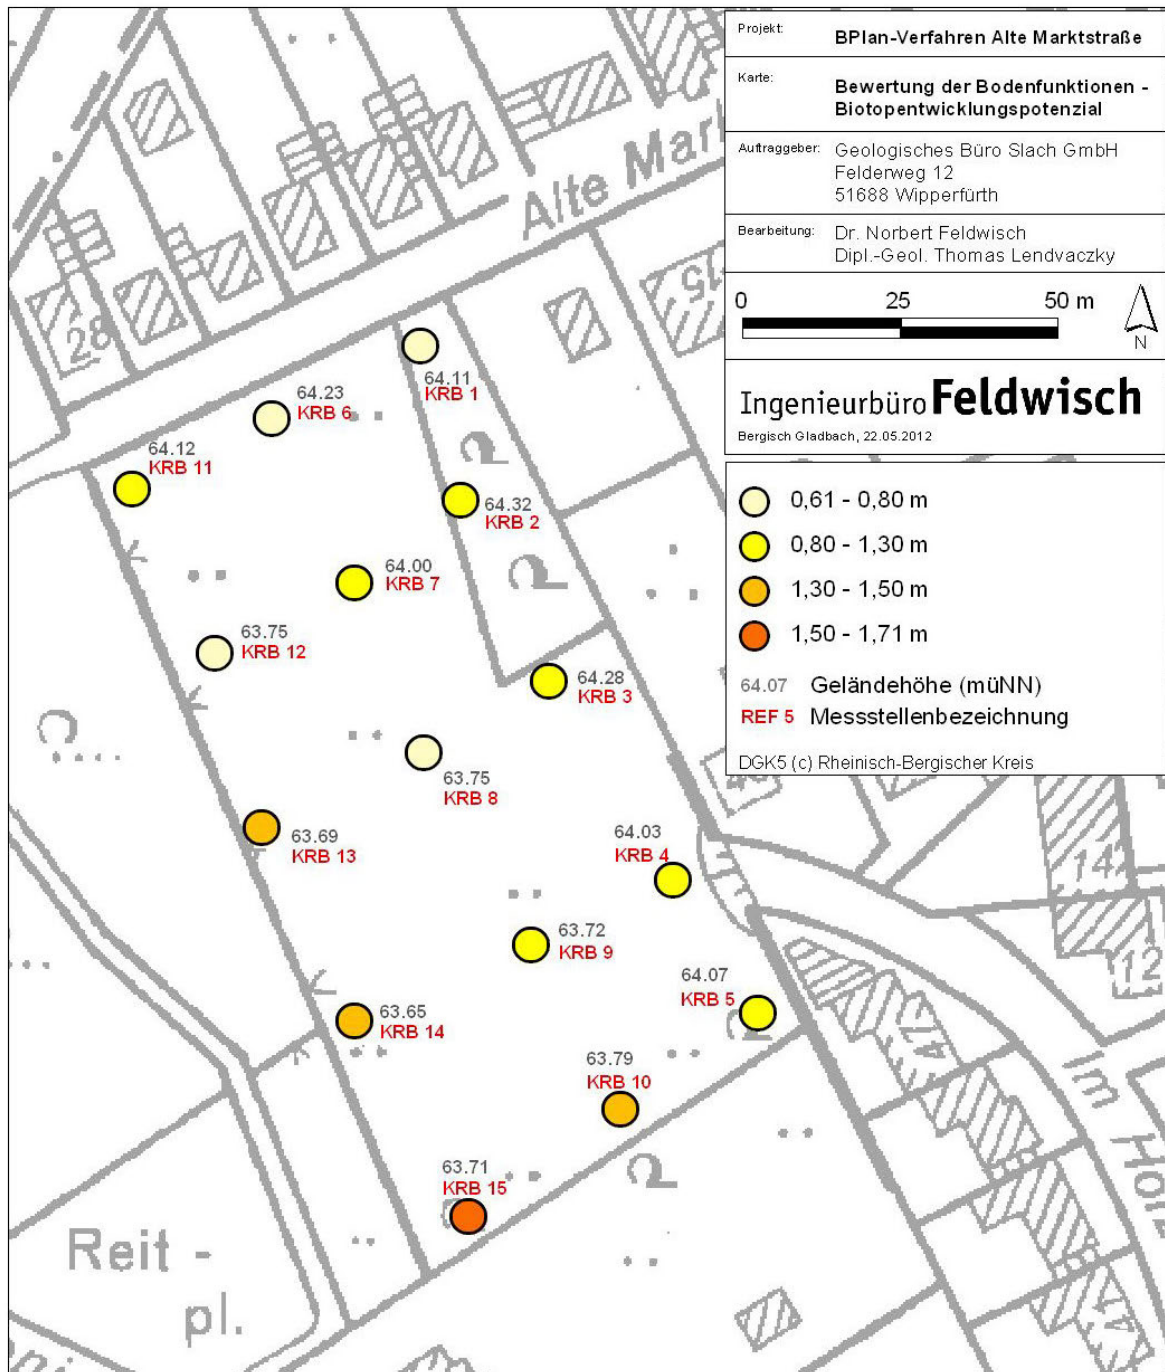 Projekt: BPlan-Verfahren Alte Marktstraße
Karte: Bewertung der Bodenfunktionen -
Biotopentwicklungspotenzial
Auftraggeber: Geologisches Büro Slach GmbH
Felderweg 12
51688 Wipperfürth
Bearbeitung: Dr. Norbert Feldwisch
Dipl.-Geol. Thomas Lendvaczky
0 25 50 m
N
Ingenieurbüro Feldwisch
Bergisch Gladbach, 22.05.2012
0,61 - 0,80 m
0,80 - 1,30 m
1,30 - 1,50 m
1,50 - 1,71 m
64.07 Geländehöhe (müNN)
REF 5 Messstellenbezeichnung
DGK5 (c) Rheinisch-Bergischer Kreis
Alte Mark
28
15
64.11
KRB 1
64.23
KRB 6
64.12
KRB 11
64.32
KRB 2
64.00
KRB 7
63.75
KRB 12
64.28
KRB 3
63.75
KRB 8
63.69
KRB 13
64.03
KRB 4
63.72
KRB 9
64.07
KRB 5
63.65
KRB 14
63.79
KRB 10
63.71
KRB 15
14
12
47
Im Holz
Reit -
pl.